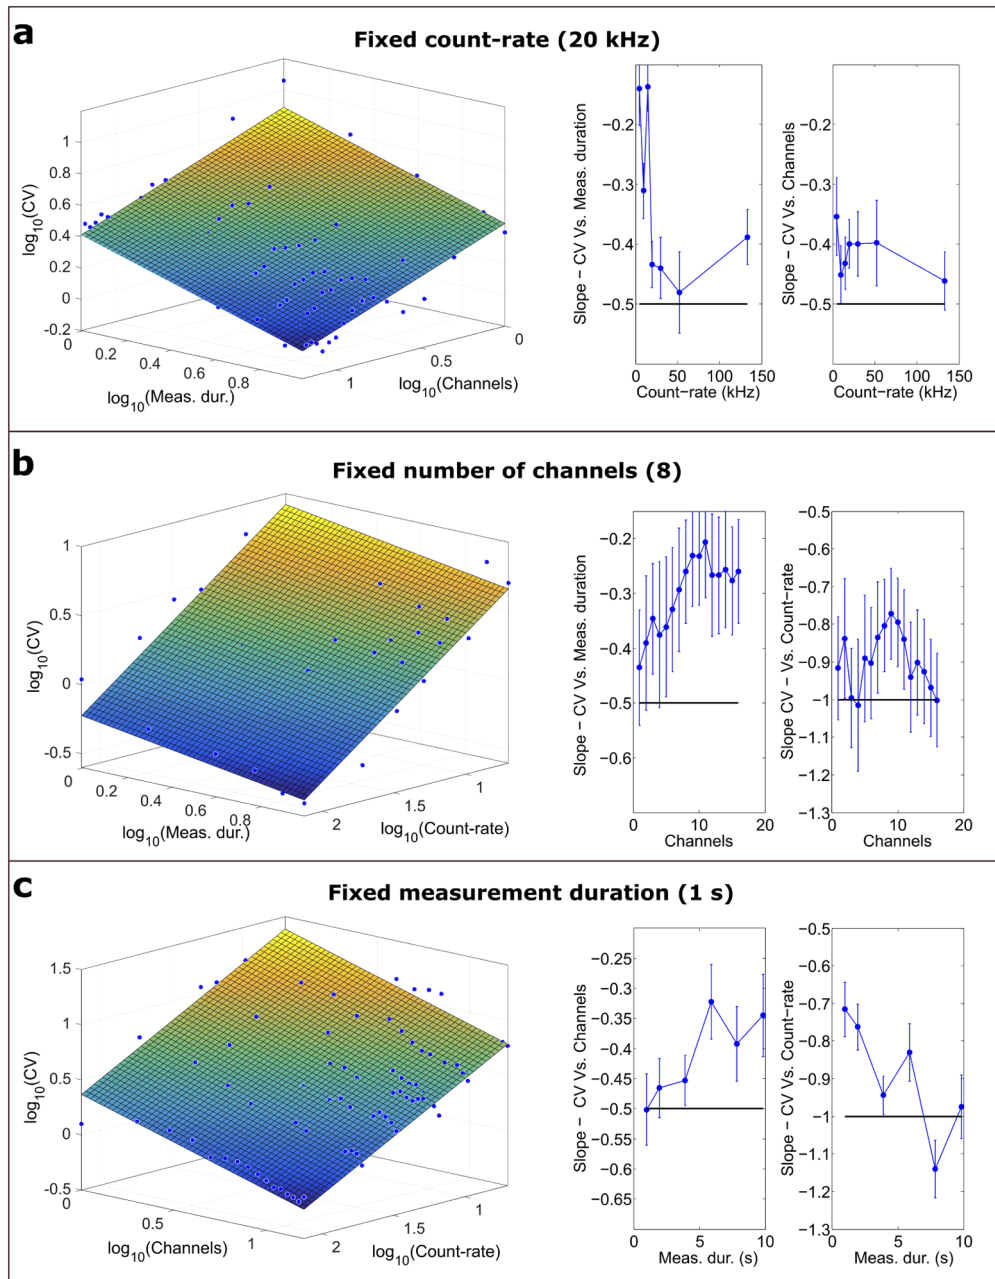 a
Fixed count-rate (20 kHz)
log10(CV)
1
0.8
0.6
0.4
0.2
0
-0.2
0
0.2
0.4
0.6
0.8
log10(Meas. dur.)
1
0.5
0
log10(Channels)
Slope − CV Vs. Meas. duration
−0.2
−0.3
−0.4
−0.5
0 50 100 150
Count−rate (kHz)
Slope − CV Vs. Channels
−0.2
−0.3
−0.4
−0.5
0 50 100 150
Count−rate (kHz)
b
Fixed number of channels (8)
log10(CV)
1
0.5
0
-0.5
0
0.2
0.4
0.6
0.8
log10(Meas. dur.)
2
1.5
1
log10(Count-rate)
Slope − CV Vs. Meas. duration
−0.2
−0.3
−0.4
−0.5
−0.6
0 10 20
Channels
Slope CV − Vs. Count−rate
−0.5
−0.6
−0.7
−0.8
−0.9
−1
−1.1
−1.2
−1.3
0 10 20
Channels
c
Fixed measurement duration (1 s)
log10(CV)
1.5
1
0.5
0
-0.5
0
0.5
1
log10(Channels)
2
1.5
1
log10(Count-rate)
Slope − CV Vs. Channels
−0.25
−0.3
−0.35
−0.4
−0.45
−0.5
−0.55
−0.6
−0.65
0 5 10
Meas. dur. (s)
Slope − CV Vs. Count−rate
−0.5
−0.6
−0.7
−0.8
−0.9
−1
−1.1
−1.2
−1.3
0 5 10
Meas. dur. (s)